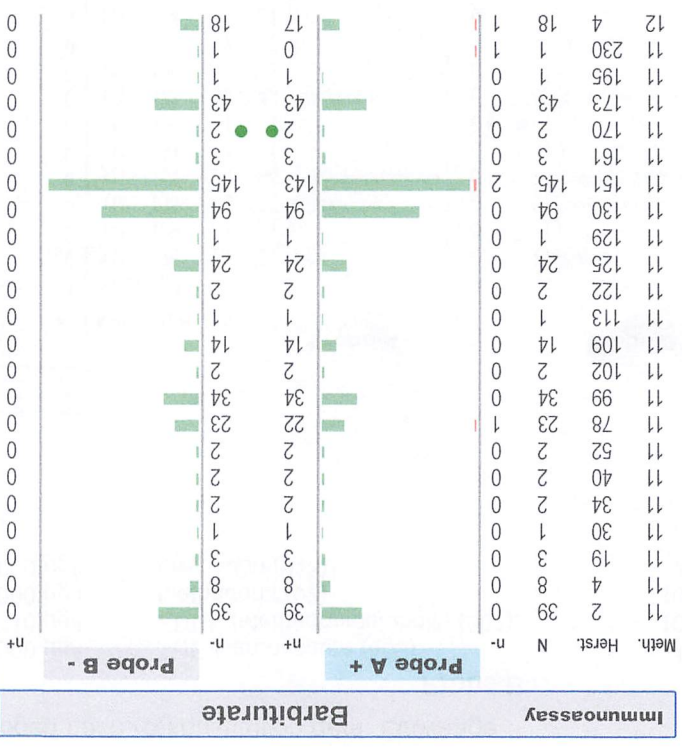 Immunoassay Barbiturate
Probe A + Probe B -
Meth. Herst. N n- n+ n- n+
11 2 39 0 39 39 0
11 4 8 0 8 8 0
11 19 3 0 3 3 0
11 30 1 0 1 1 0
11 34 2 0 2 2 0
11 40 2 0 2 2 0
11 52 2 0 2 2 0
11 78 23 1 22 23 0
11 99 34 0 34 34 0
11 102 2 0 2 2 0
11 109 14 0 14 14 0
11 113 1 0 1 1 0
11 122 2 0 2 2 0
11 125 24 0 24 24 0
11 129 1 0 1 1 0
11 130 94 0 94 94 0
11 151 145 2 143 145 0
11 161 3 0 3 3 0
11 170 2 0 2 2 0
11 173 43 0 43 43 0
11 195 1 0 1 1 0
11 230 1 1 0 1 0
12 4 18 1 17 18 0